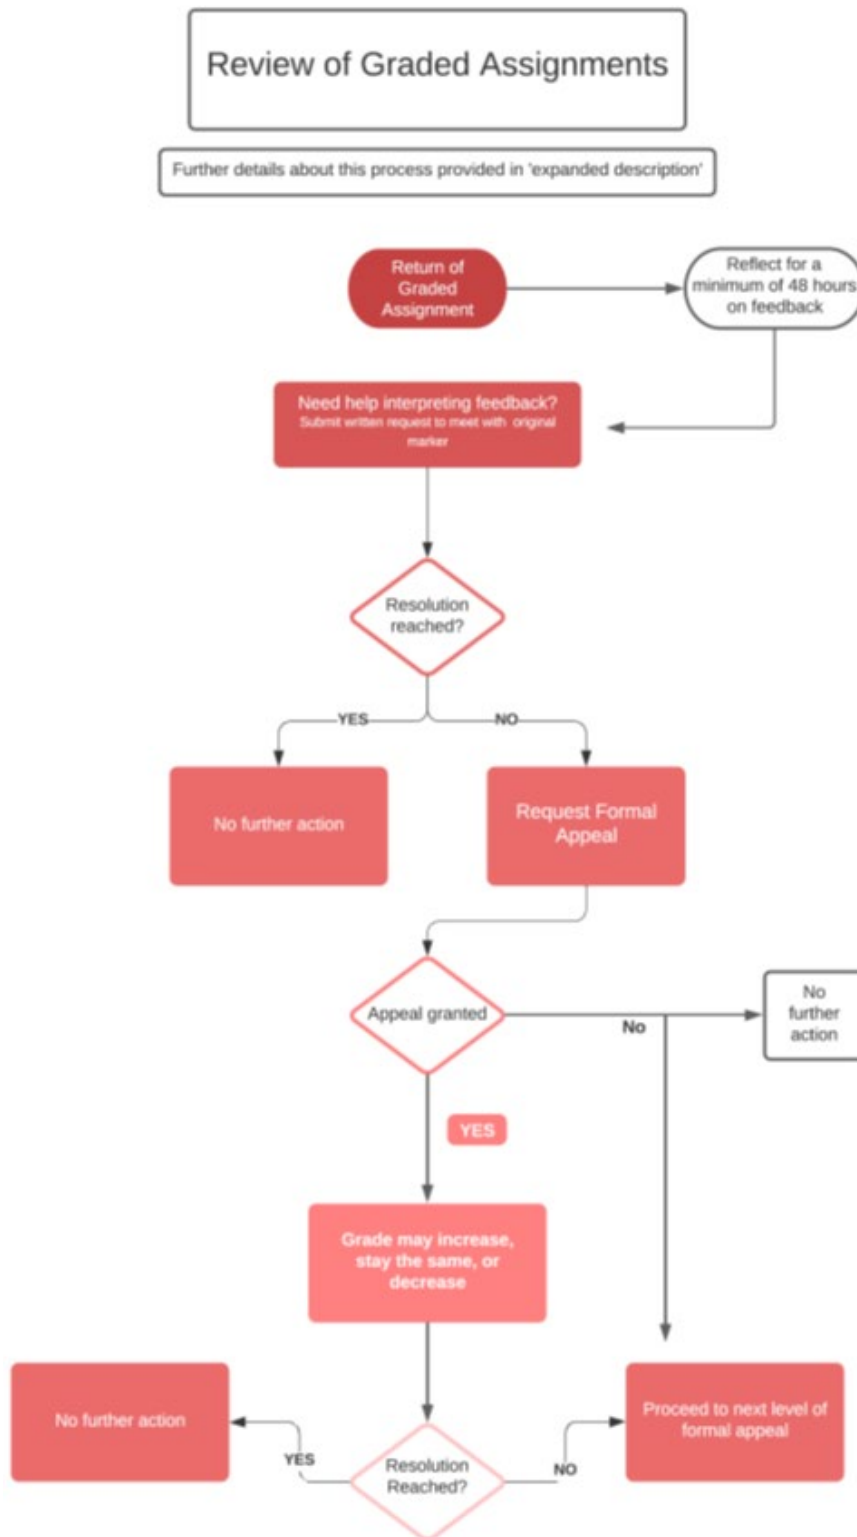 Review of Graded Assignments
Further details about this process provided in 'expanded description'
Return of
Graded
Assignment
Reflect for a
minimum of 48 hours
on feedback
Need help interpreting feedback?
Submit written request to meet with original
marker
Resolution
reached?
YES
NO
No further action
Request Formal
Appeal
Appeal granted
No
No
further
action
YES
Grade may increase,
stay the same, or
decrease
No further action
Proceed to next level of
formal appeal
YES
Resolution
Reached?
NO